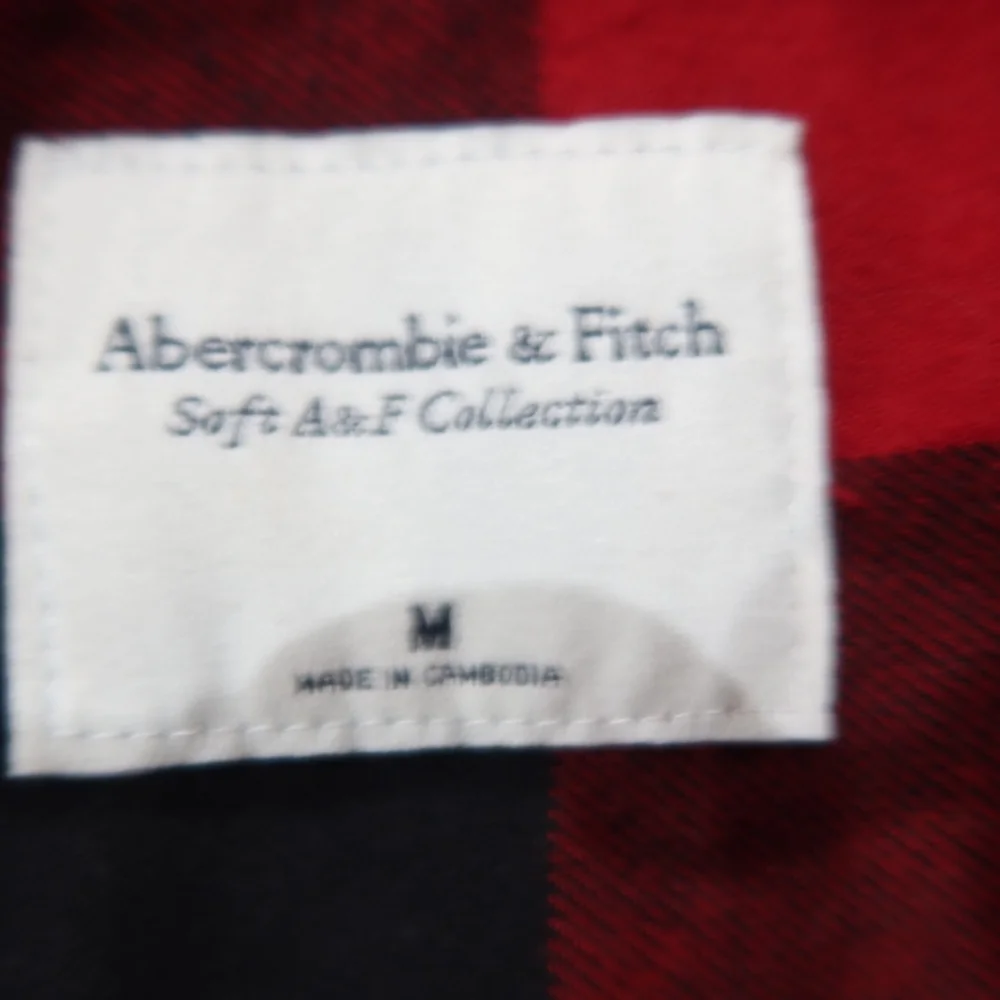 Abercrombie & Fitch
Soft A&F Collection
M
MADE IN CAMBODIA